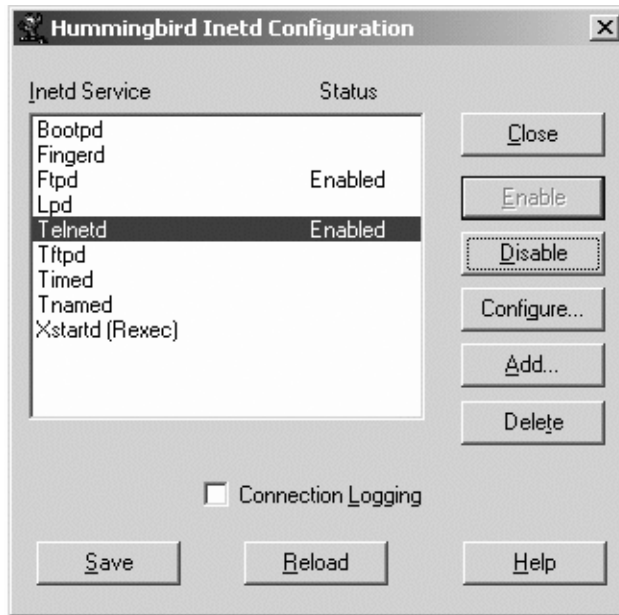 Hummingbird Inetd Configuration
Inetd Service Status
Bootpd
Fingerd
Ftpd Enabled
Lpd
Telnetd Enabled
Tftpd
Timed
Tnamed
Xstartd (Rexec)
Close
Enable
Disable
Configure...
Add...
Delete
Connection Logging
Save Reload Help